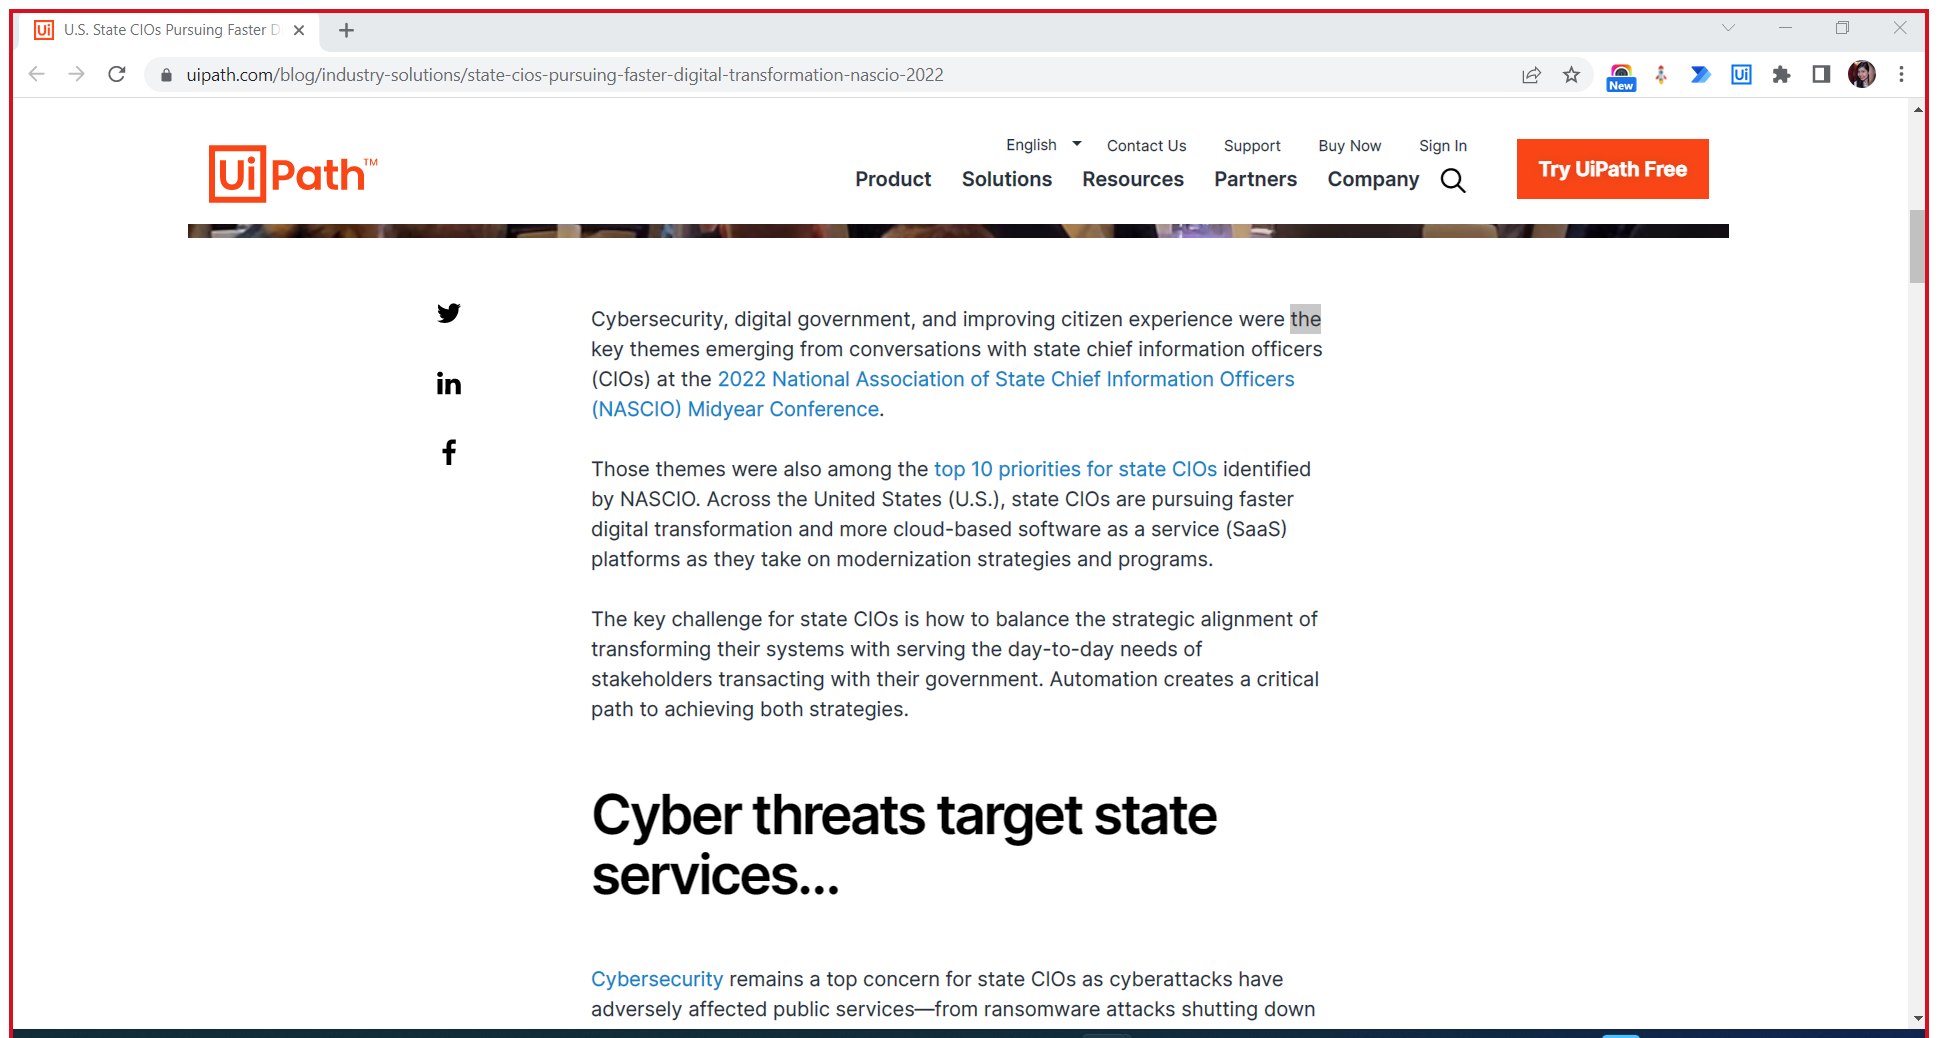 U.S. State CIOs Pursuing Faster D
uipath.com/blog/industry-solutions/state-cios-pursuing-faster-digital-transformation-nascio-2022
New
Ui
English Contact Us Support Buy Now Sign In
UiPath™
Product Solutions Resources Partners Company
Try UiPath Free
Cybersecurity, digital government, and improving citizen experience were the
key themes emerging from conversations with state chief information officers
(CIOs) at the 2022 National Association of State Chief Information Officers
(NASCIO) Midyear Conference.
Those themes were also among the top 10 priorities for state CIOs identified
by NASCIO. Across the United States (U.S.), state CIOs are pursuing faster
digital transformation and more cloud-based software as a service (SaaS)
platforms as they take on modernization strategies and programs.
The key challenge for state CIOs is how to balance the strategic alignment of
transforming their systems with serving the day-to-day needs of
stakeholders transacting with their government. Automation creates a critical
path to achieving both strategies.
Cyber threats target state
services...
Cybersecurity remains a top concern for state CIOs as cyberattacks have
adversely affected public services—from ransomware attacks shutting down